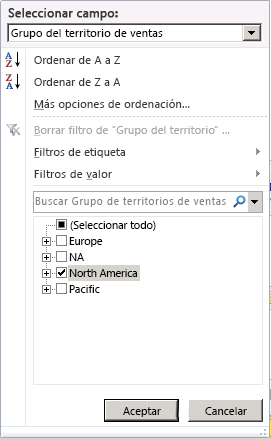 Seleccionar campo:
Grupo del territorio de ventas
Ordenar de A a Z
Ordenar de Z a A
Más opciones de ordenación...
Borrar filtro de "Grupo del territorio" ...
Filtros de etiqueta
Filtros de valor
Buscar Grupo de territorios de ventas
(Seleccionar todo)
Europe
NA
North America
Pacific
Aceptar Cancelar